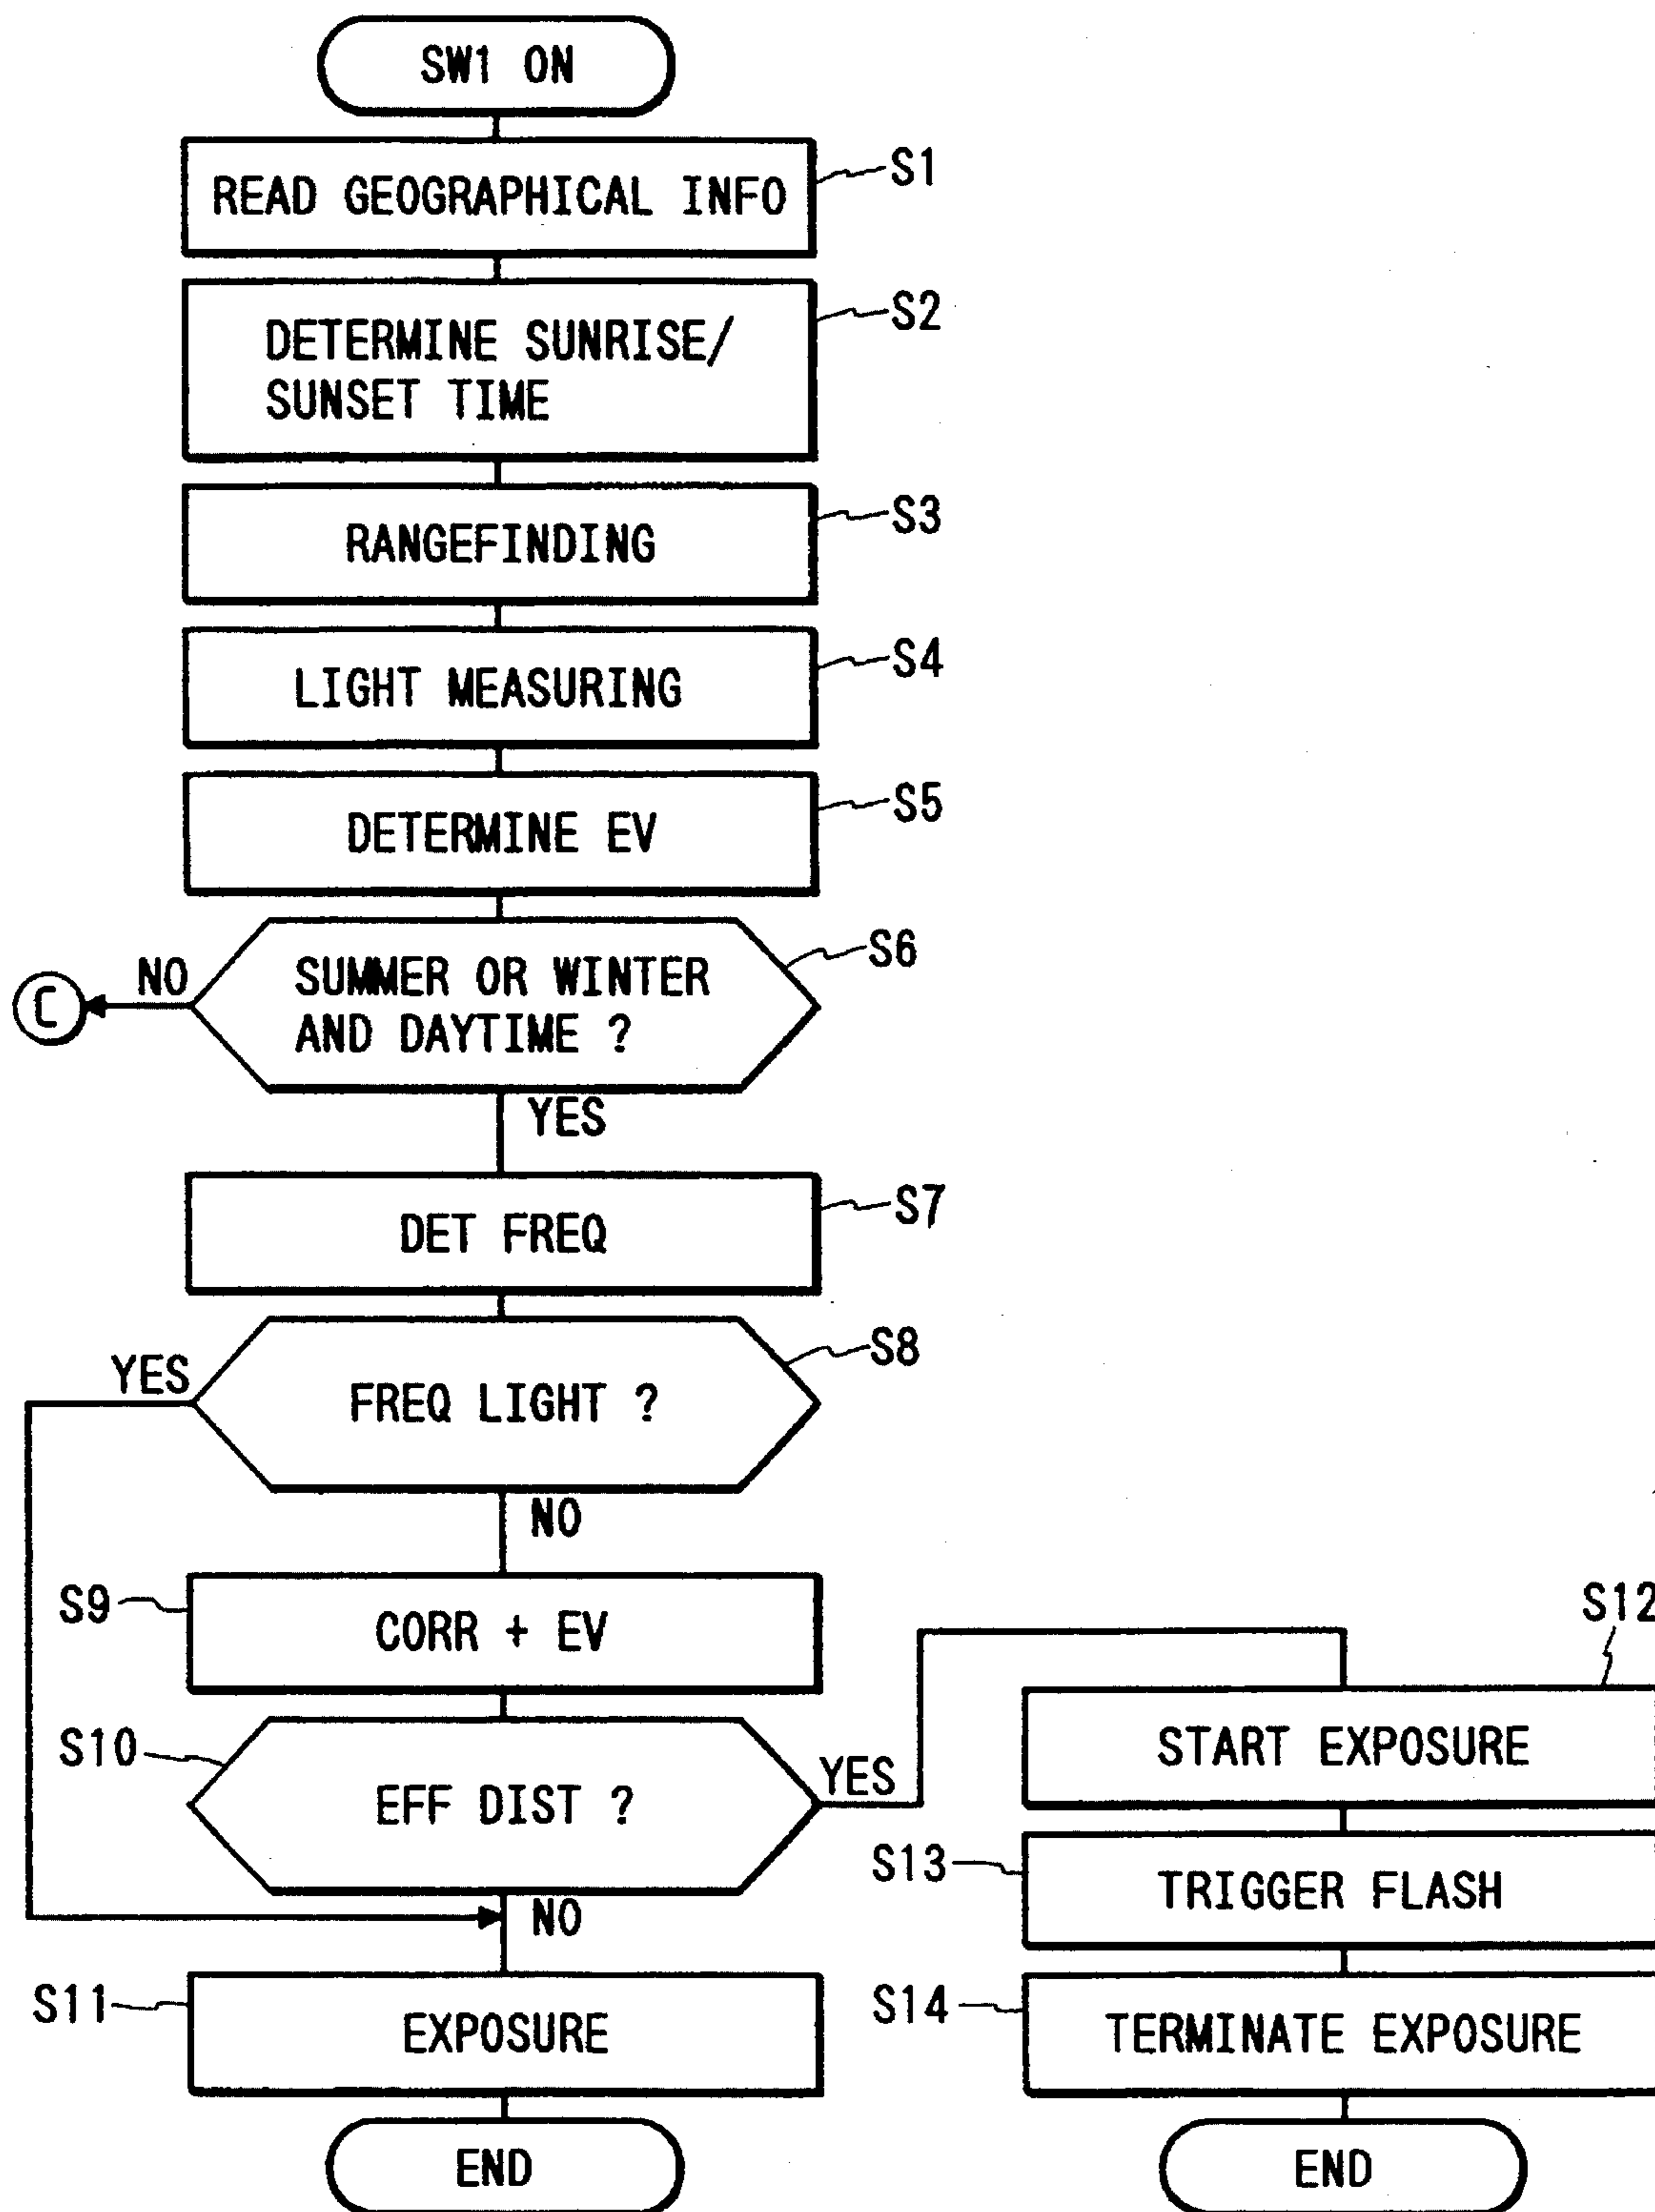 SW1 ON
READ GEOGRAPHICAL INFO
S1
DETERMINE SUNRISE/
SUNSET TIME
S2
RANGEFINDING
S3
LIGHT MEASURING
S4
DETERMINE EV
S5
SUMMER OR WINTER
AND DAYTIME ?
S6
NO
C
YES
DET FREQ
S7
FREQ LIGHT ?
S8
YES
NO
S9
CORR + EV
S10
EFF DIST ?
YES
NO
S11
EXPOSURE
END
S12
START EXPOSURE
S13
TRIGGER FLASH
S14
TERMINATE EXPOSURE
END